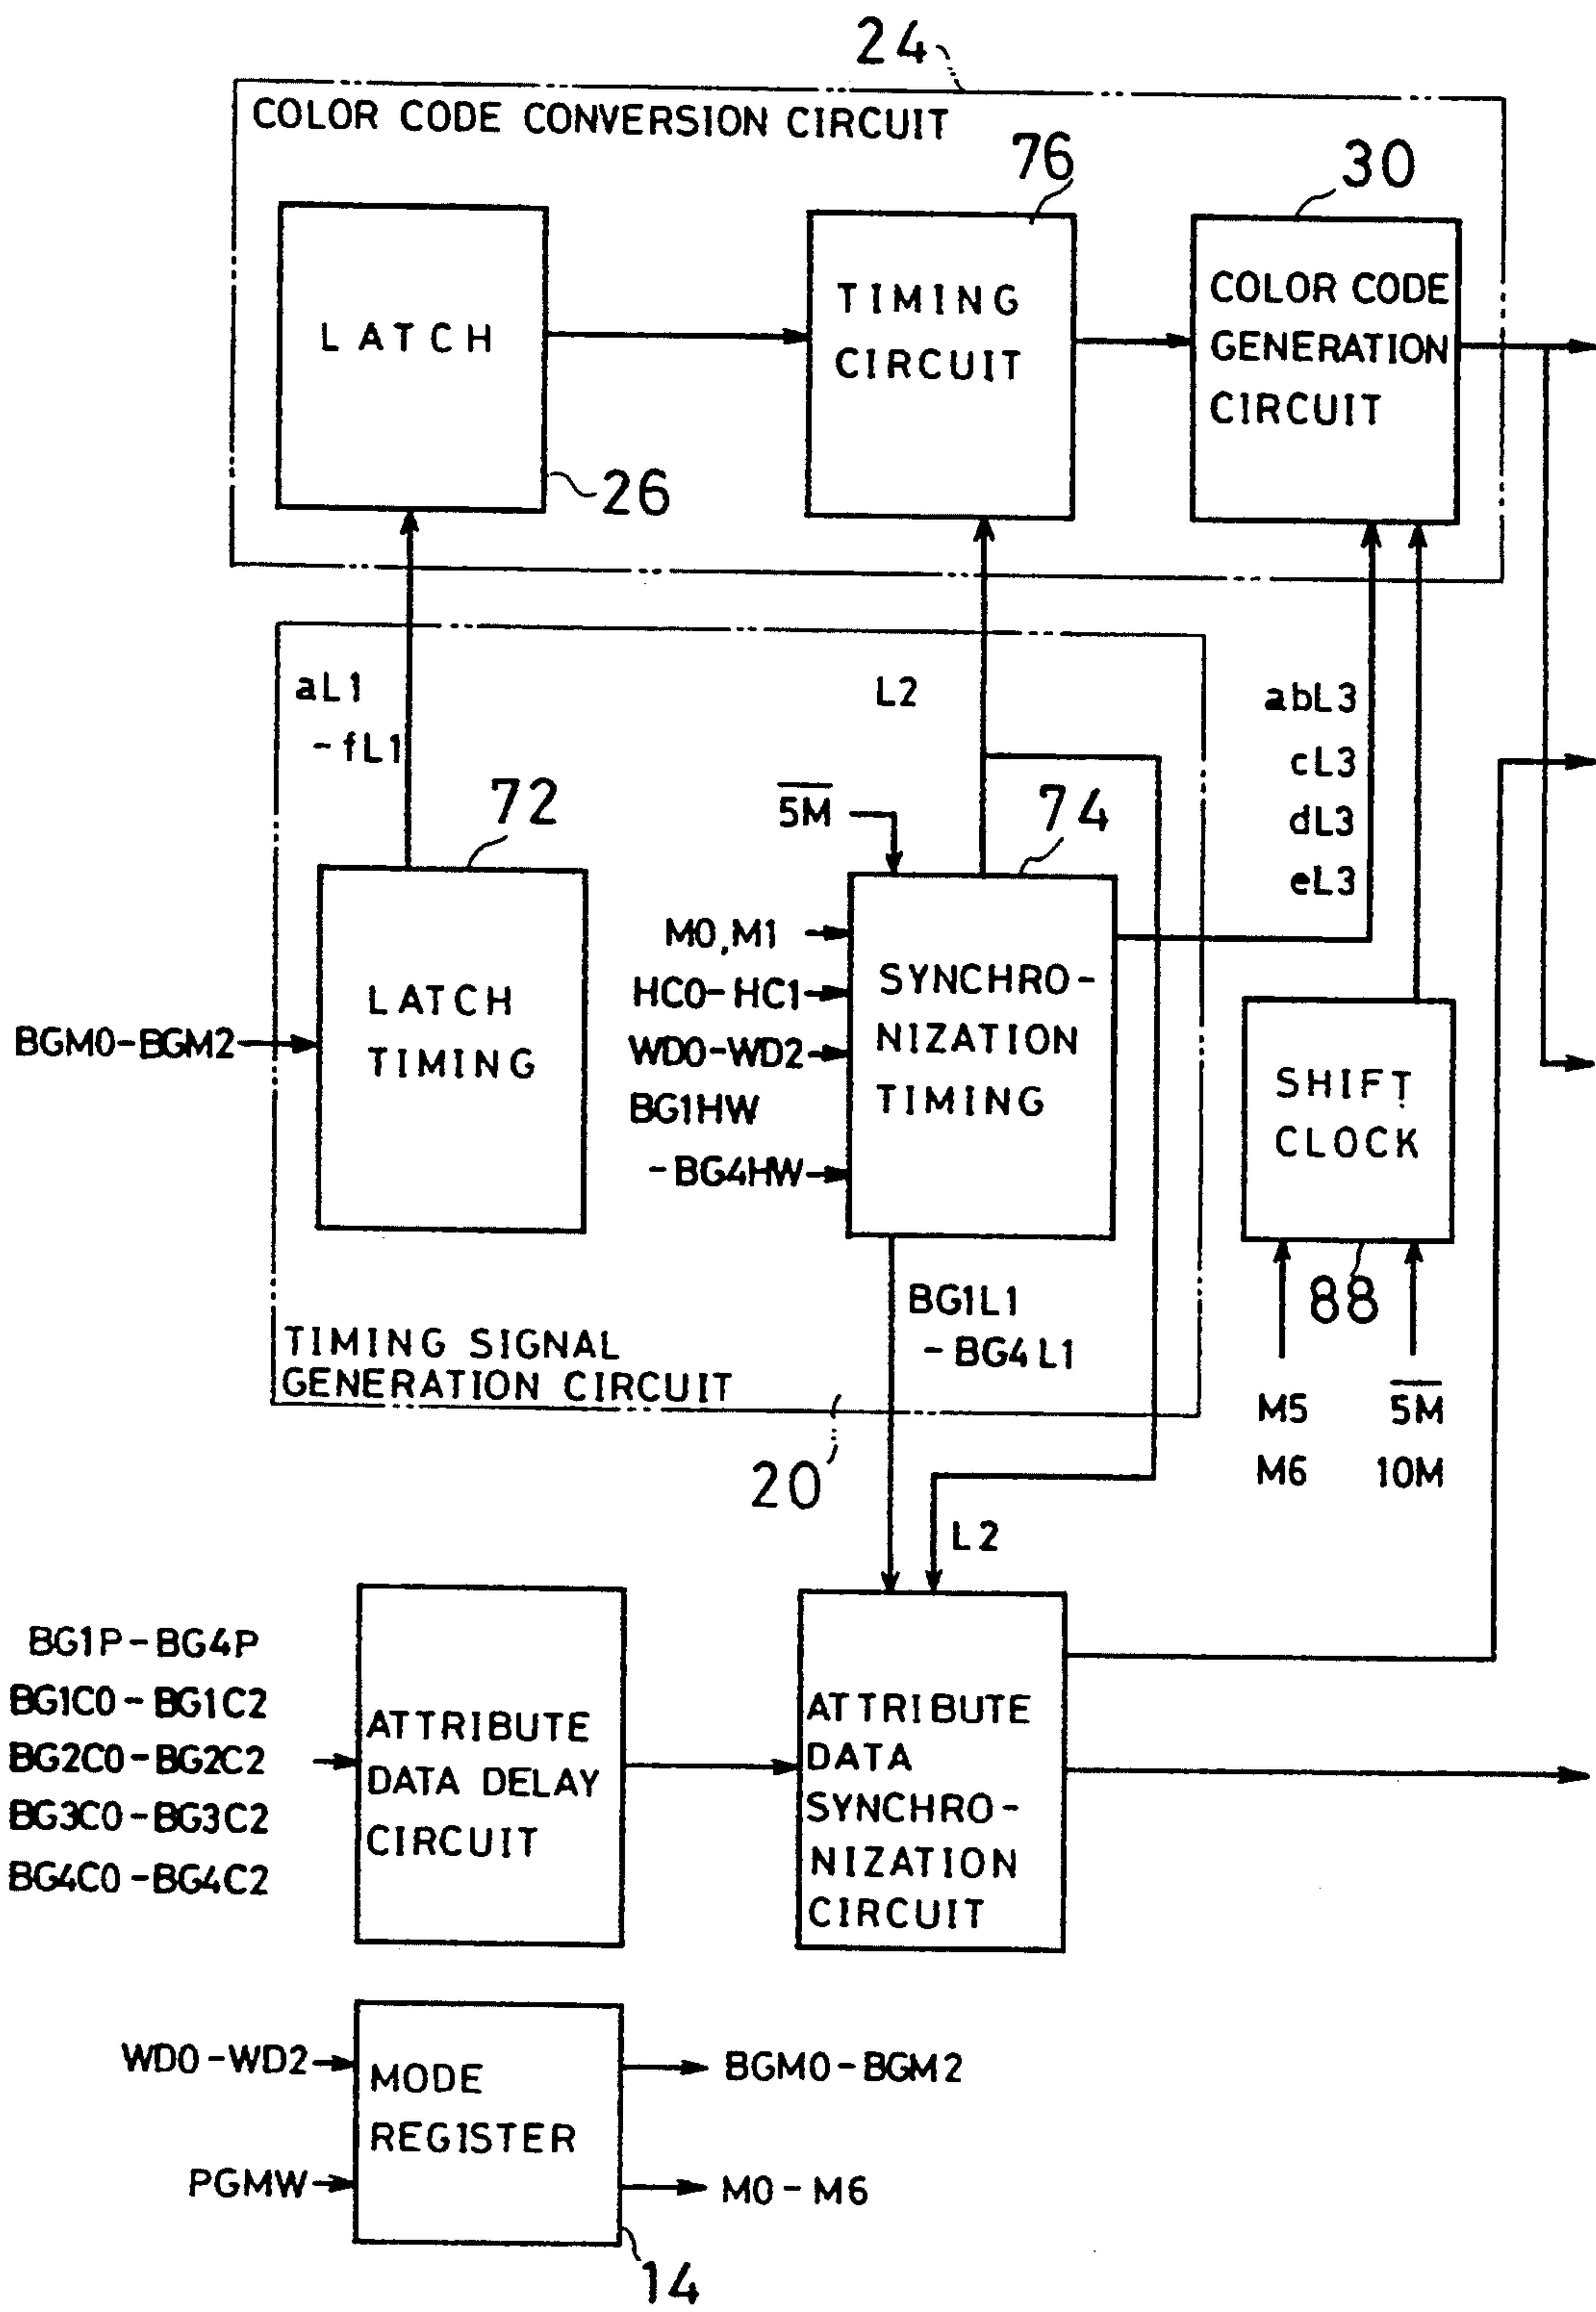 24
COLOR CODE CONVERSION CIRCUIT
76
30
LATCH
TIMING
CIRCUIT
COLOR CODE
GENERATION
CIRCUIT
26
aL1
-fL1
L2
abL3
cL3
dL3
eL3
72
5M
74
M0,M1
HC0-HC1
WD0-WD2
BG1HW
-BG4HW
BGM0-BGM2
LATCH
TIMING
SYNCHRO-
NIZATION
TIMING
SHIFT
CLOCK
88
BG1L1
-BG4L1
TIMING SIGNAL
GENERATION CIRCUIT
M5
M6
5M
10M
20
L2
BG1P-BG4P
BG1C0-BG1C2
BG2C0-BG2C2
BG3C0-BG3C2
BG4C0-BG4C2
ATTRIBUTE
DATA DELAY
CIRCUIT
ATTRIBUTE
DATA
SYNCHRO-
NIZATION
CIRCUIT
WD0-WD2
PGMW
MODE
REGISTER
BGM0-BGM2
M0-M6
14